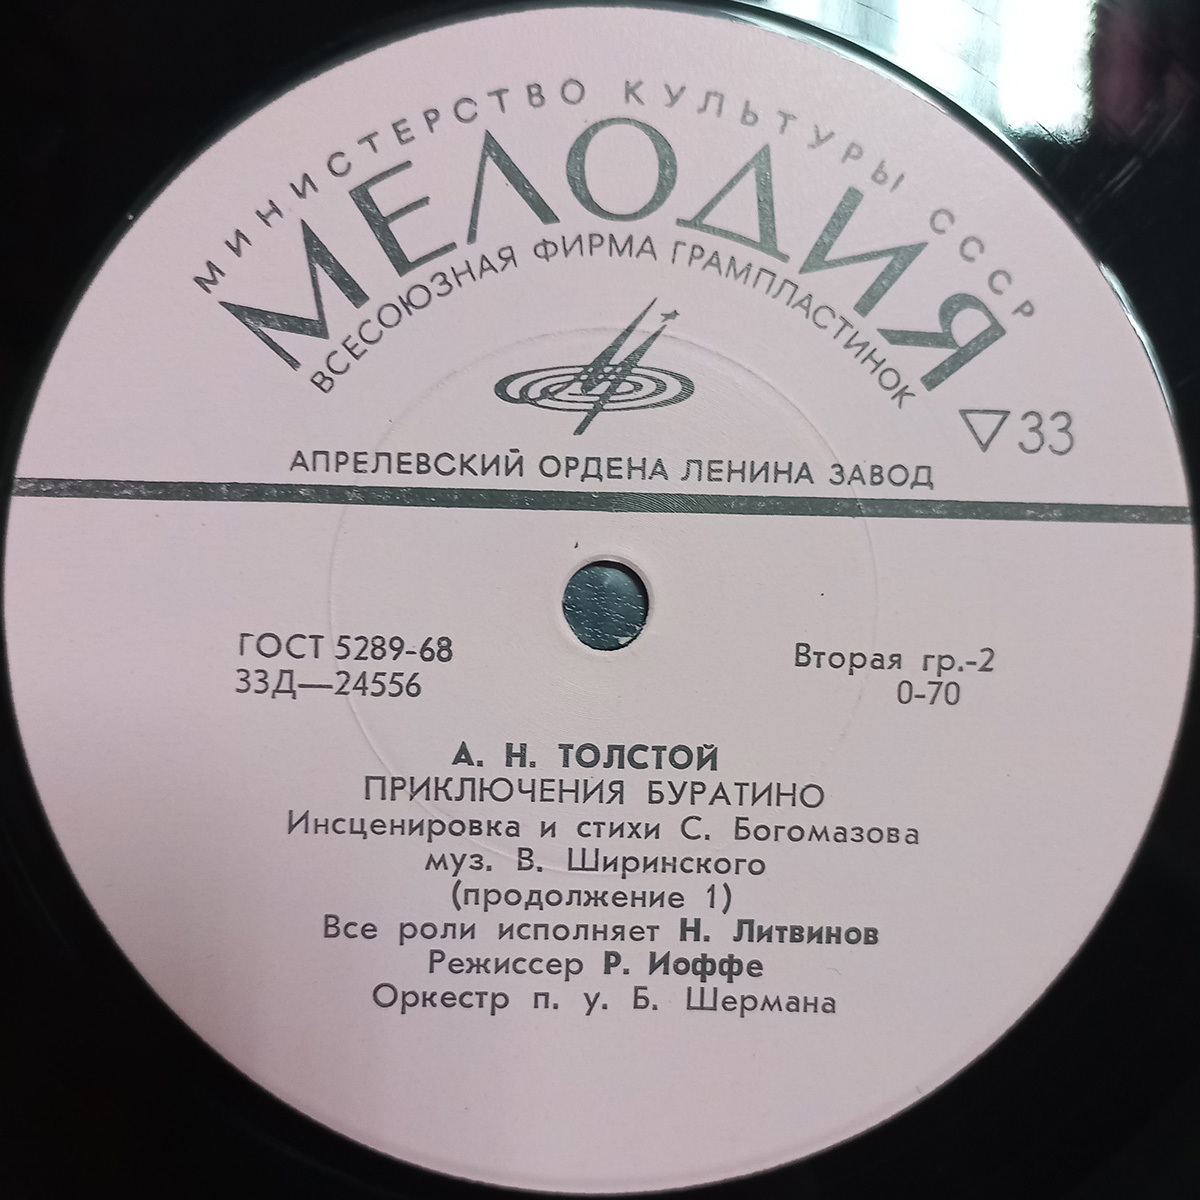 МИНИСТЕРСТВО КУЛЬТУРЫ СССР
МЕЛОДИЯ
ВСЕСОЮЗНАЯ ФИРМА ГРАМПЛАСТИНОК
33
АПРЕЛЕВСКИЙ ОРДЕНА ЛЕНИНА ЗАВОД
ГОСТ 5289-68
33Д—24556
Вторая гр.-2
0-70
А. Н. ТОЛСТОЙ
ПРИКЛЮЧЕНИЯ БУРАТИНО
Инсценировка и стихи С. Богомазова
муз. В. Ширинского
(продолжение 1)
Все роли исполняет Н. Литвинов
Режиссер Р. Иоффе
Оркестр п. у. Б. Шермана